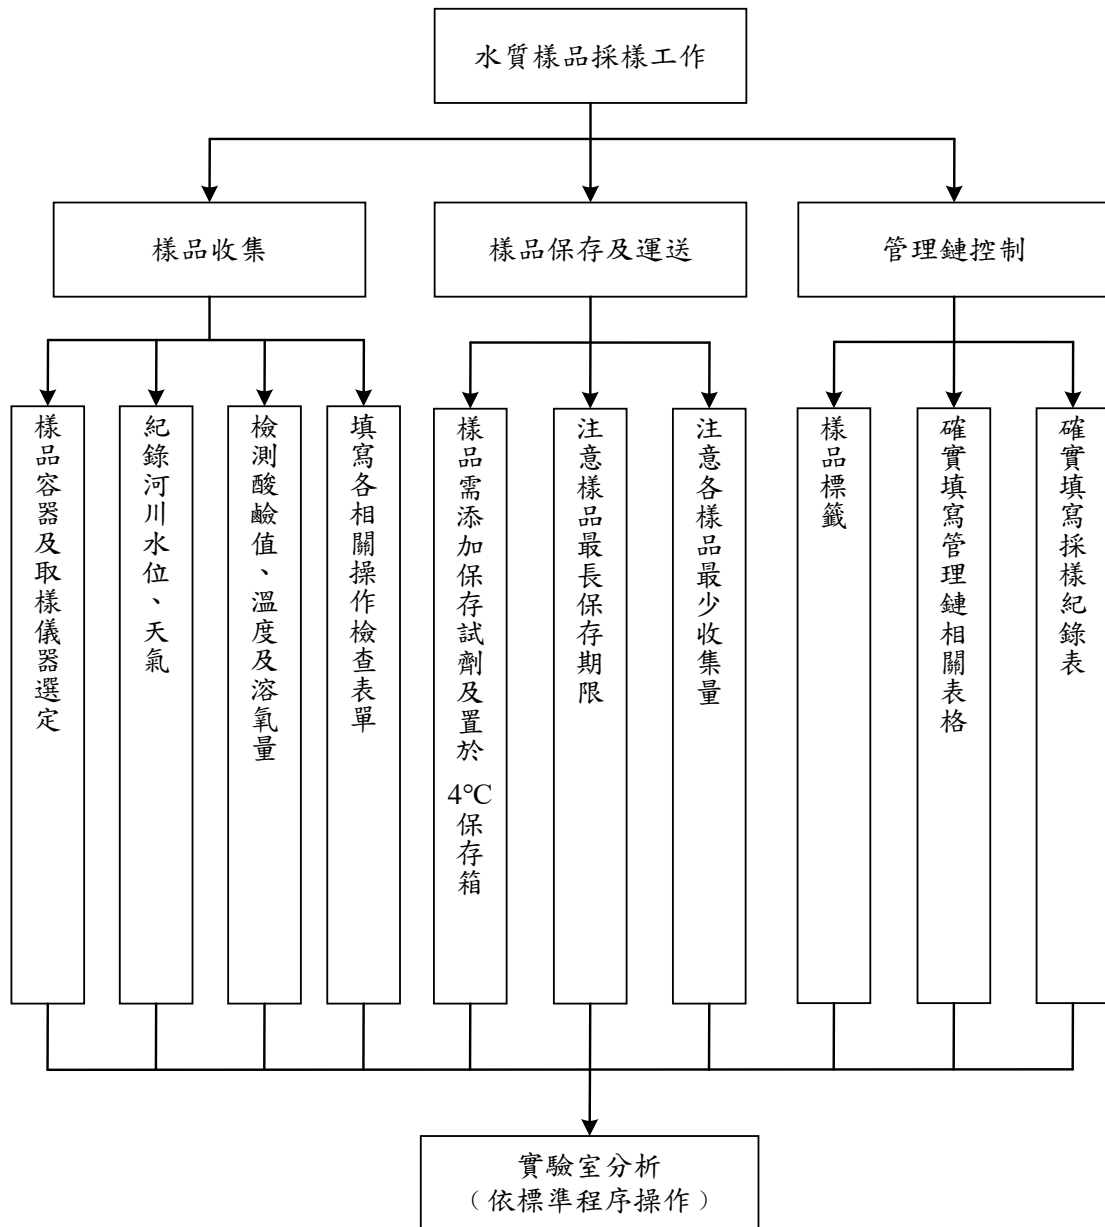 水質樣品採樣工作
樣品收集
樣品保存及運送
管理鏈控制
樣品容器及取樣儀器選定
紀錄河川水位、天氣
檢測酸鹼值、溫度及溶氧量
填寫各相關操作檢查表單
樣品需添加保存試劑及置於4°C保存箱
注意樣品最長保存期限
注意各樣品最少收集量
樣品標籤
確實填寫管理鏈相關表格
確實填寫採樣紀錄表
實驗室分析
（依標準程序操作）